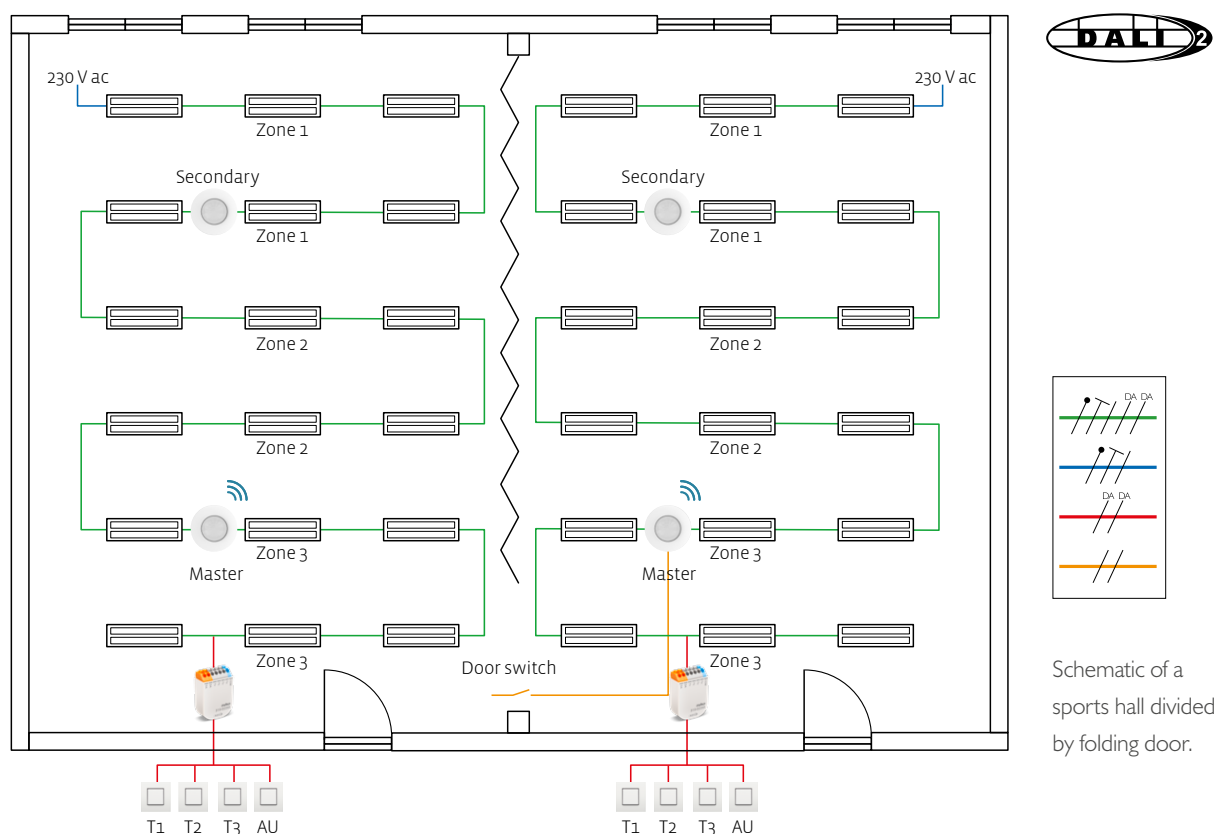 DALI 2
230 V ac
230 V ac
Zone 1
Zone 1
Secondary
Secondary
Zone 1
Zone 1
Zone 2
Zone 2
Zone 2
Zone 2
Zone 3
Zone 3
Master
Master
Zone 3
Zone 3
Door switch
T1 T2 T3 AU
T1 T2 T3 AU
DA DA
DA DA
Schematic of a
sports hall divided
by folding door.